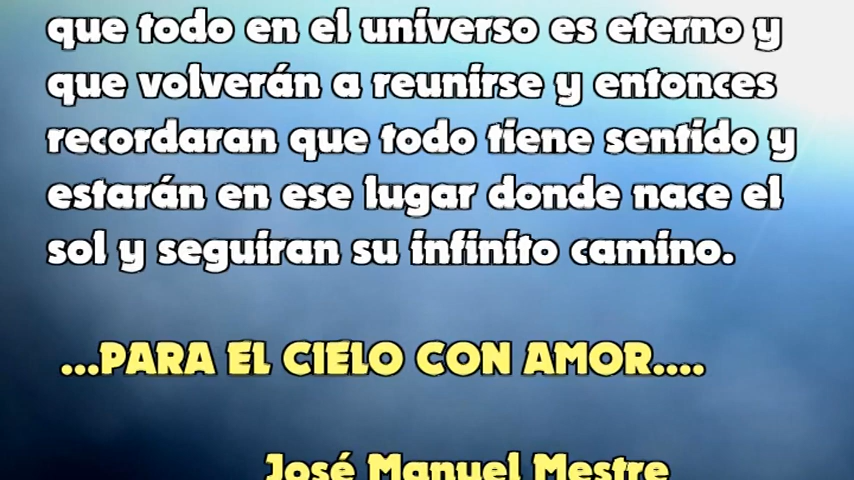 que todo en el universo es eterno y
que volverán a reunirse y entonces
recordaran que todo tiene sentido y
estarán en ese lugar donde nace el
sol y seguiran su infinito camino.
...PARA EL CIELO CON AMOR....
José Manuel Mestre